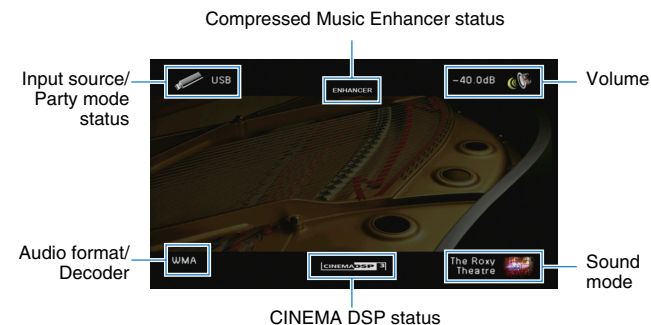 Compressed Music Enhancer status
Input source/
Party mode
status
USB
ENHANCER
-40.0dB
Volume
Audio format/
Decoder
WMA
CINEMA DSP 3
The Roxy
Theatre
Sound
mode
CINEMA DSP status